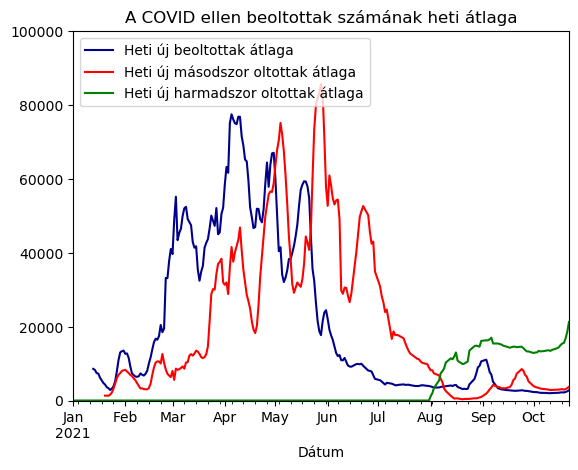 A COVID ellen beoltottak számának heti átlaga
Heti új beoltottak átlaga
Heti új másodszor oltottak átlaga
Heti új harmadszor oltottak átlaga
100000
80000
60000
40000
20000
0
Jan Feb Mar Apr May Jun Jul Aug Sep Oct
2021
Dátum